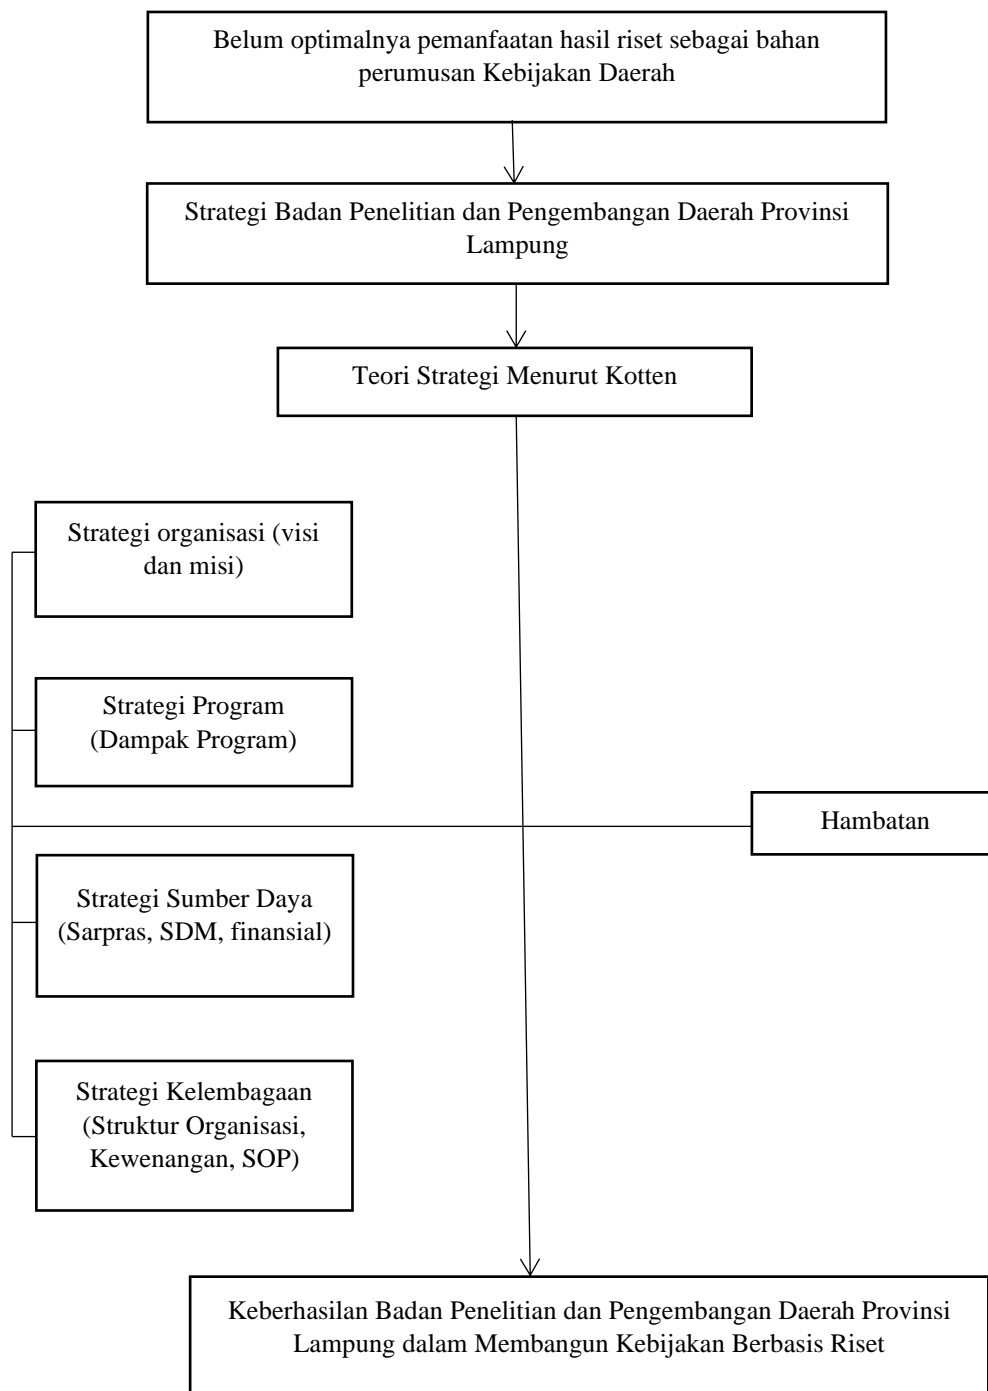 Belum optimalnya pemanfaatan hasil riset sebagai bahan
perumusan Kebijakan Daerah
Strategi Badan Penelitian dan Pengembangan Daerah Provinsi
Lampung
Teori Strategi Menurut Kotten
Strategi organisasi (visi
dan misi)
Strategi Program
(Dampak Program)
Hambatan
Strategi Sumber Daya
(Sarpras, SDM, finansial)
Strategi Kelembagaan
(Struktur Organisasi,
Kewenangan, SOP)
Keberhasilan Badan Penelitian dan Pengembangan Daerah Provinsi
Lampung dalam Membangun Kebijakan Berbasis Riset